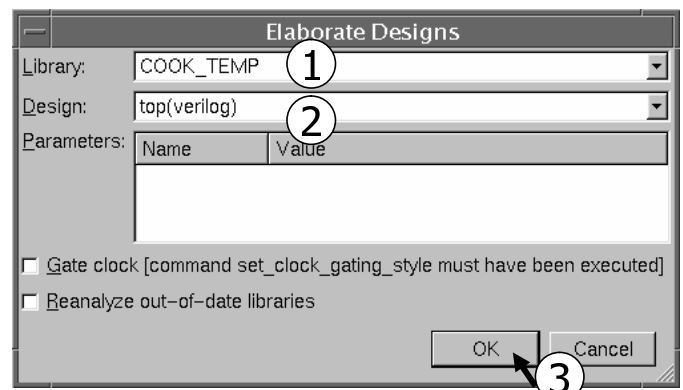 Elaborate Designs
Library: COOK_TEMP 1
Design: top(verilog) 2
Parameters: Name Value
Gate clock [command set_clock_gating_style must have been executed]
Reanalyze out-of-date libraries
OK Cancel
3